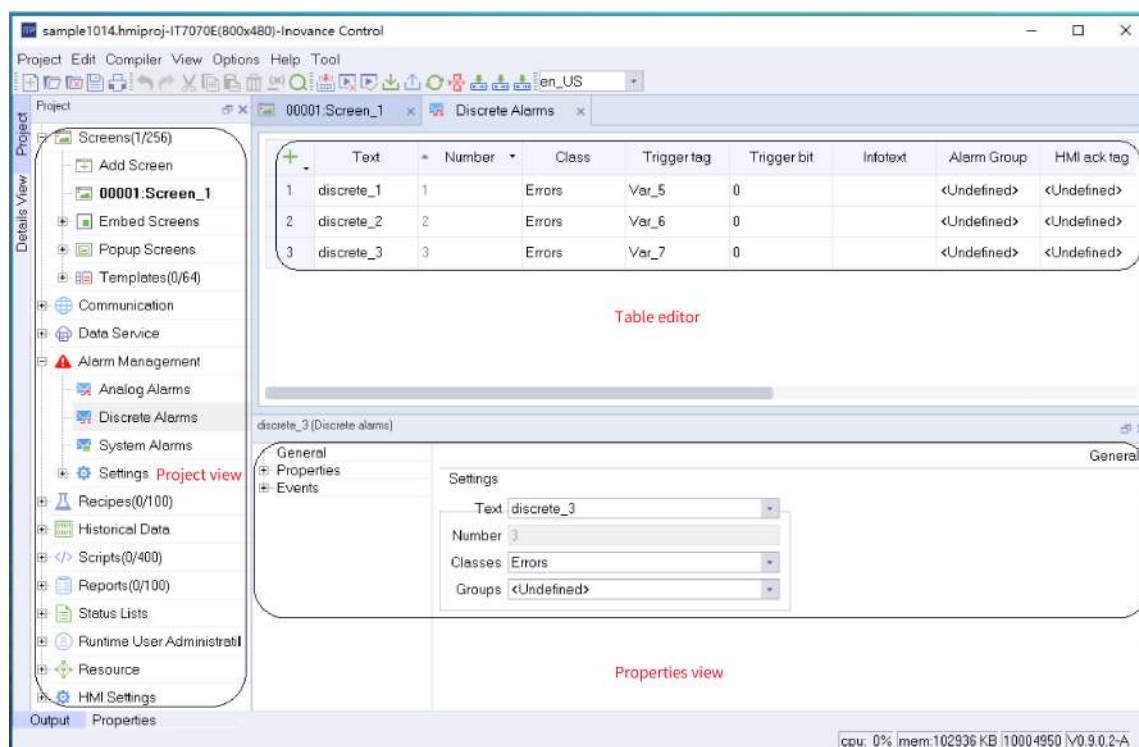 sample1014.hmiproj-IT7070E(800x480)-Inovance Control
Project Edit Compiler View Options Help Tool
en_US
Project
Details View
Project
Screens(1/256)
Add Screen
00001:Screen_1
Embed Screens
Popup Screens
Templates(0/64)
Communication
Data Service
Alarm Management
Analog Alarms
Discrete Alarms
System Alarms
Settings Project view
Recipes(0/100)
Historical Data
Scripts(0/400)
Reports(0/100)
Status Lists
Runtime User Administratil
Resource
HMI Settings
00001:Screen_1 Discrete Alarms
Text Number Class Trigger tag Trigger bit Infotext Alarm Group HMI ack tag
1 discrete_1 1 Errors Var_5 0 <Undefined> <Undefined>
2 discrete_2 2 Errors Var_6 0 <Undefined> <Undefined>
3 discrete_3 3 Errors Var_7 0 <Undefined> <Undefined>
Table editor
discrete_3 (Discrete alarms)
General
Properties
Events
General
Settings
Text discrete_3
Number 3
Classes Errors
Groups <Undefined>
Properties view
Output Properties
cpu: 0% mem:102936 KB 10004950 V0.9.0.2-A